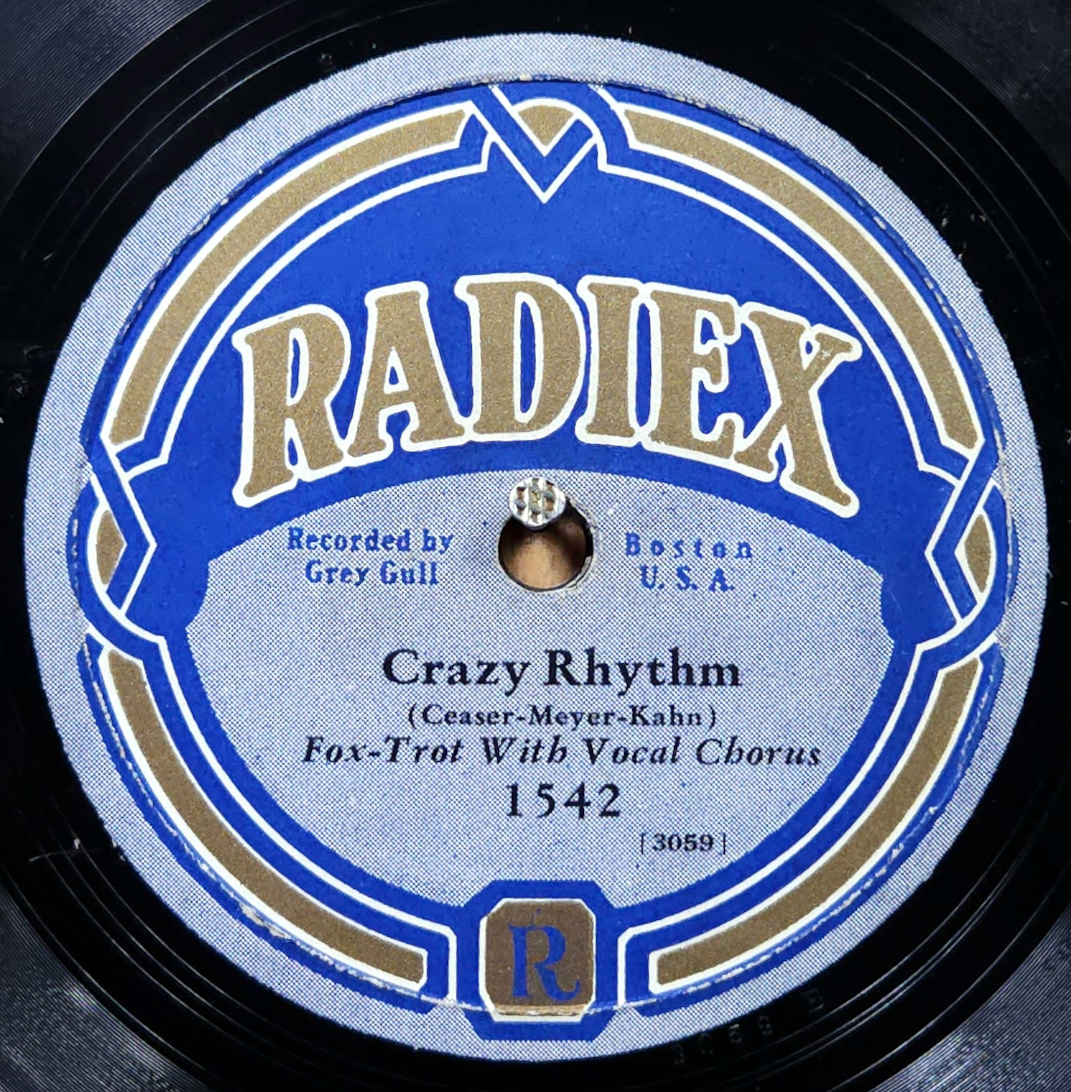 RADIEX
Recorded by Boston
Grey Gull U. S. A.
Crazy Rhythm
(Ceaser-Meyer-Kahn)
Fox-Trot With Vocal Chorus
1542
[3059]
R